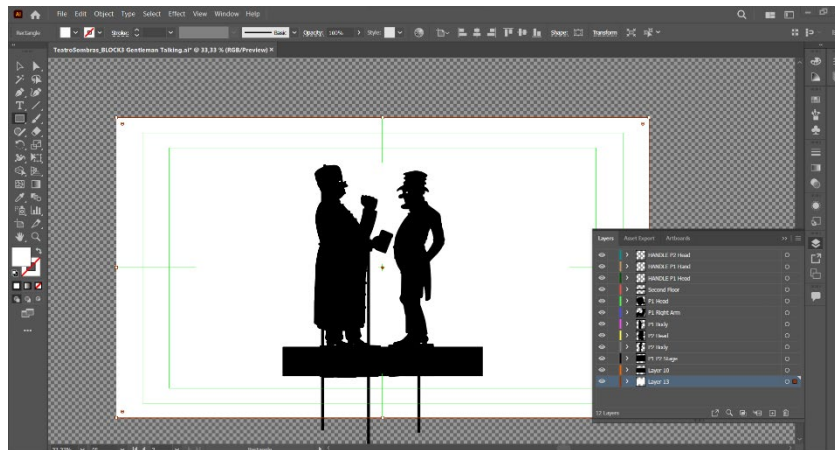 Ai File Edit Object Type Select Effect View Window Help
Rectangle Stroke: Basic Opacity: 100% Style: Shape: Transform
TeatroSombras_BLOCK3 Gentleman Talking.ai* @ 33,33 % (RGB/Preview) ×
Layers Asset Export Artboards
HANDLE P2 Head
HANDLE P1 Hand
HANDLE P1 Head
Second Floor
P1 Head
P1 Right Arm
P1 Body
P2 Head
P2 Body
P1 P2 Stage
Layer 10
Layer 13
12 Layers
Rectangle